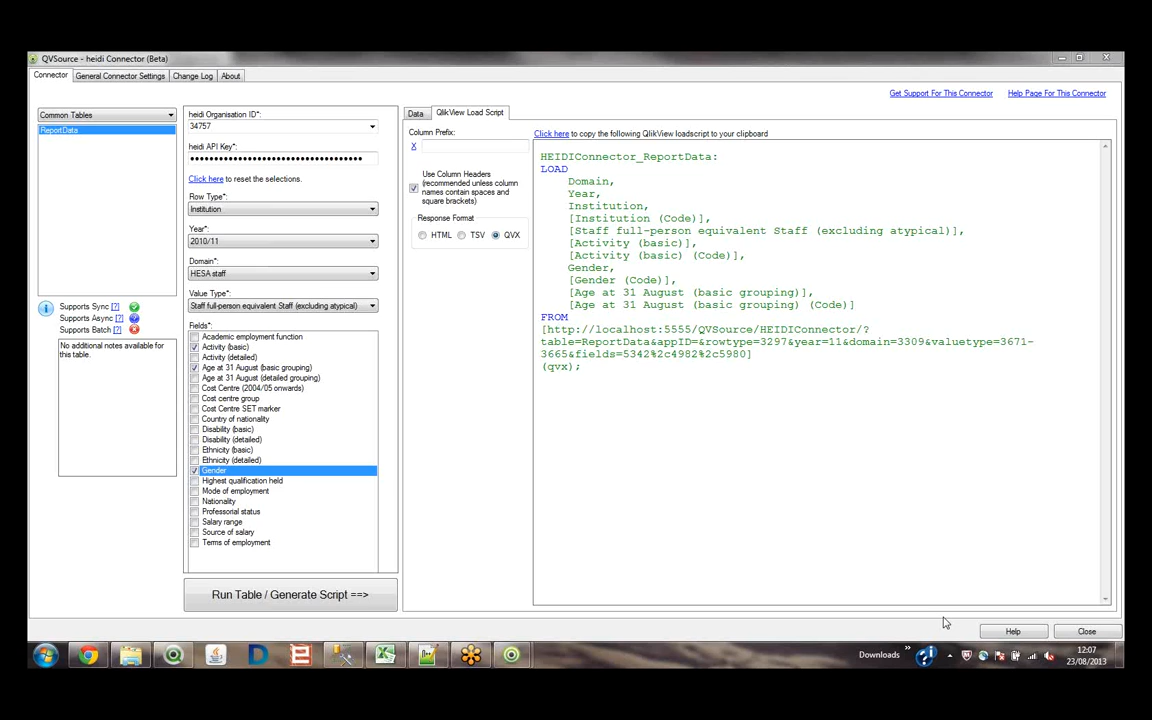 QVSource - heidi Connector (Beta)
Connector
General Connector Settings
Change Log
About
Get Support For This Connector
Help Page For This Connector
Common Tables
ReportData
Supports Sync [?]
Supports Async [?]
Supports Batch [?]
No additional notes available for
this table.
heidi Organisation ID*:
34757
heidi API Key*:
Click here to reset the selections.
Row Type*:
Institution
Year*:
2010/11
Domain*:
HESA staff
Value Type*:
Staff full-person equivalent Staff (excluding atypical)
Fields*:
Academic employment function
Activity (basic)
Activity (detailed)
Age at 31 August (basic grouping)
Age at 31 August (detailed grouping)
Cost Centre (2004/05 onwards)
Cost centre group
Cost Centre SET marker
Country of nationality
Disability (basic)
Disability (detailed)
Ethnicity (basic)
Ethnicity (detailed)
Gender
Highest qualification held
Mode of employment
Nationality
Professorial status
Salary range
Source of salary
Terms of employment
Run Table / Generate Script ==>
Data
QlikView Load Script
Column Prefix:
X
Use Column Headers
(recommended unless column
names contain spaces and
square brackets)
Response Format
HTML
TSV
QVX
Click here to copy the following QlikView loadscript to your clipboard
HEIDIConnector_ReportData:
LOAD
Domain,
Year,
Institution,
[Institution (Code)],
[Staff full-person equivalent Staff (excluding atypical)],
[Activity (basic)],
[Activity (basic) (Code)],
Gender,
[Gender (Code)],
[Age at 31 August (basic grouping)],
[Age at 31 August (basic grouping) (Code)]
FROM
[http://localhost:5555/QVSource/HEIDIConnector/?
table=ReportData&appID=&rowtype=3297&year=11&domain=3309&valuetype=3671-
3665&fields=5342%2c4982%2c5980]
(qvx);
Help
Close
Downloads
12:07
23/08/2013